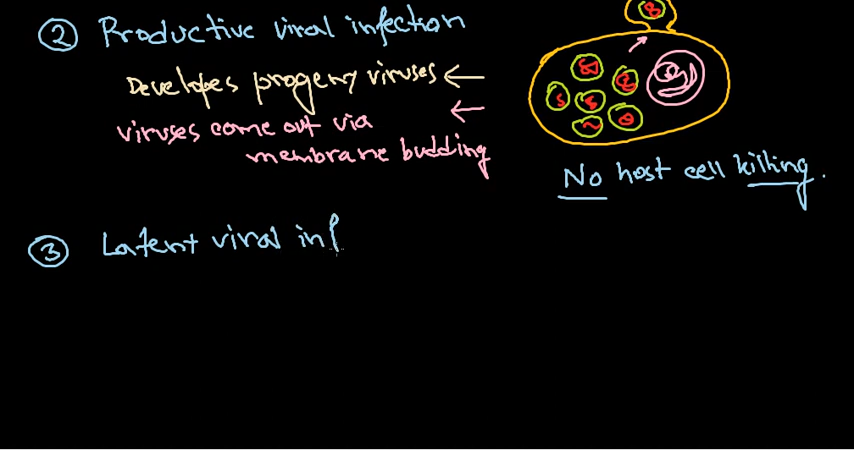 ② Productive viral infection
Developes progeny viruses ←
viruses come out via ←
membrane budding
No host cell killing.
③ Latent viral inf